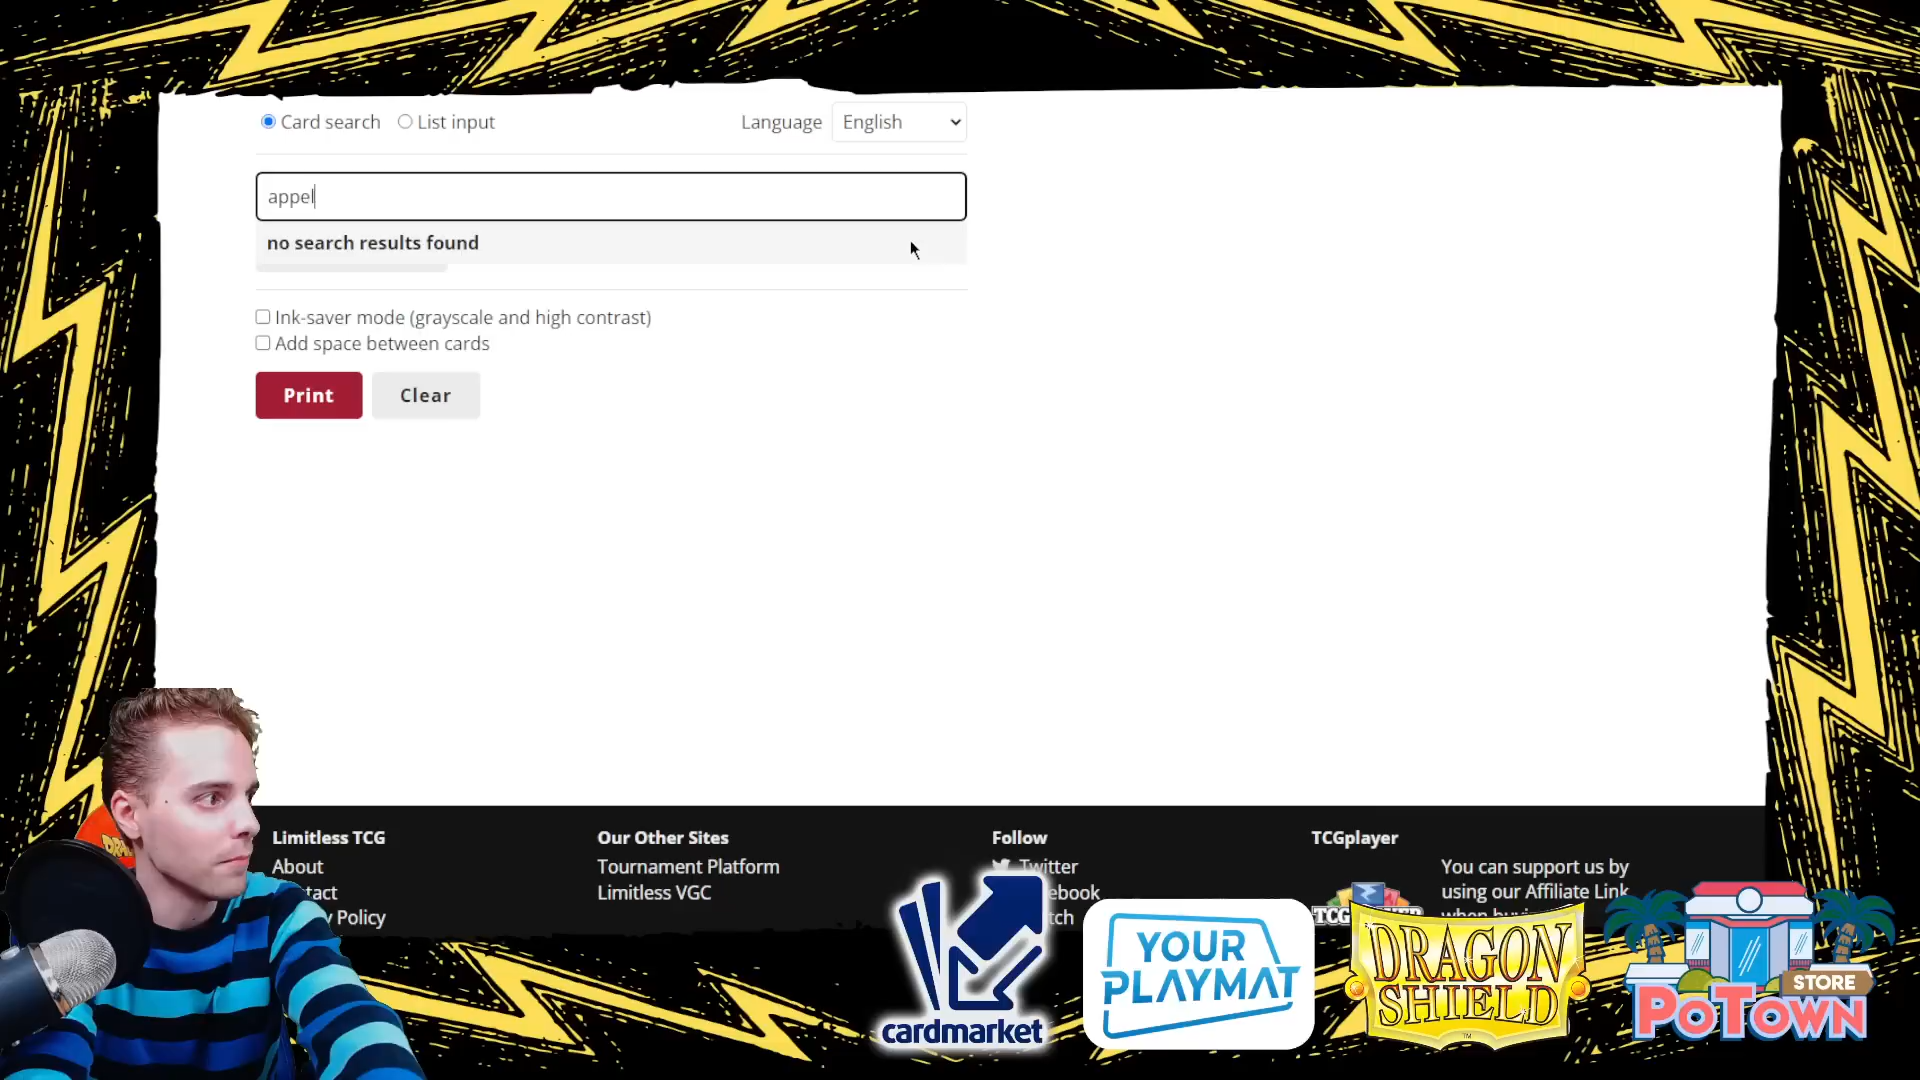 Card search List input Language English
appel
no search results found
Ink-saver mode (grayscale and high contrast)
Add space between cards
Print Clear
Limitless TCG
About
tact
y Policy
Our Other Sites
Tournament Platform
Limitless VGC
Follow
Twitter
ebook
tch
TCGplayer
You can support us by
using our Affiliate Link
cardmarket
YOUR
PLAYMAT
DRAGON
SHIELD
™
STORE
POTOWN